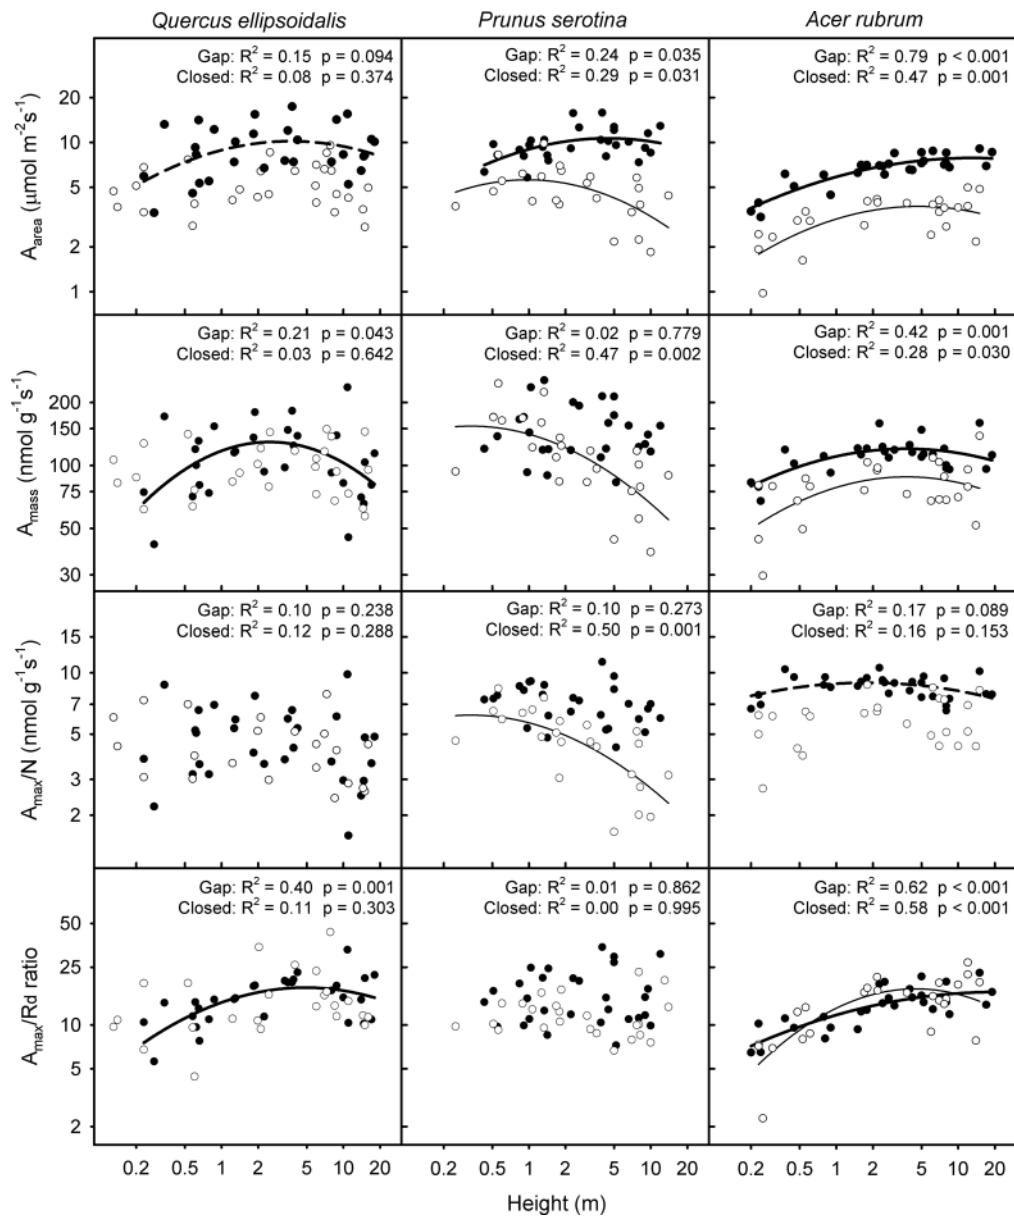 Quercus ellipsoidalis Prunus serotina Acer rubrum
Gap: R² = 0.15 p = 0.094
Closed: R² = 0.08 p = 0.374
Gap: R² = 0.24 p = 0.035
Closed: R² = 0.29 p = 0.031
Gap: R² = 0.79 p < 0.001
Closed: R² = 0.47 p = 0.001
A_area (μmol m⁻²s⁻¹)
20
10
5
2
1
Gap: R² = 0.21 p = 0.043
Closed: R² = 0.03 p = 0.642
Gap: R² = 0.02 p = 0.779
Closed: R² = 0.47 p = 0.002
Gap: R² = 0.42 p = 0.001
Closed: R² = 0.28 p = 0.030
A_mass (nmol g⁻¹s⁻¹)
200
150
100
75
50
30
Gap: R² = 0.10 p = 0.238
Closed: R² = 0.12 p = 0.288
Gap: R² = 0.10 p = 0.273
Closed: R² = 0.50 p = 0.001
Gap: R² = 0.17 p = 0.089
Closed: R² = 0.16 p = 0.153
A_max/N (nmol g⁻¹s⁻¹)
15
10
7
5
3
2
Gap: R² = 0.40 p = 0.001
Closed: R² = 0.11 p = 0.303
Gap: R² = 0.01 p = 0.862
Closed: R² = 0.00 p = 0.995
Gap: R² = 0.62 p < 0.001
Closed: R² = 0.58 p < 0.001
A_max/Rd ratio
50
25
10
5
2
0.2 0.5 2 5 10 20 0.2 0.5 2 5 10 20 0.2 0.5 2 5 10 20
Height (m)